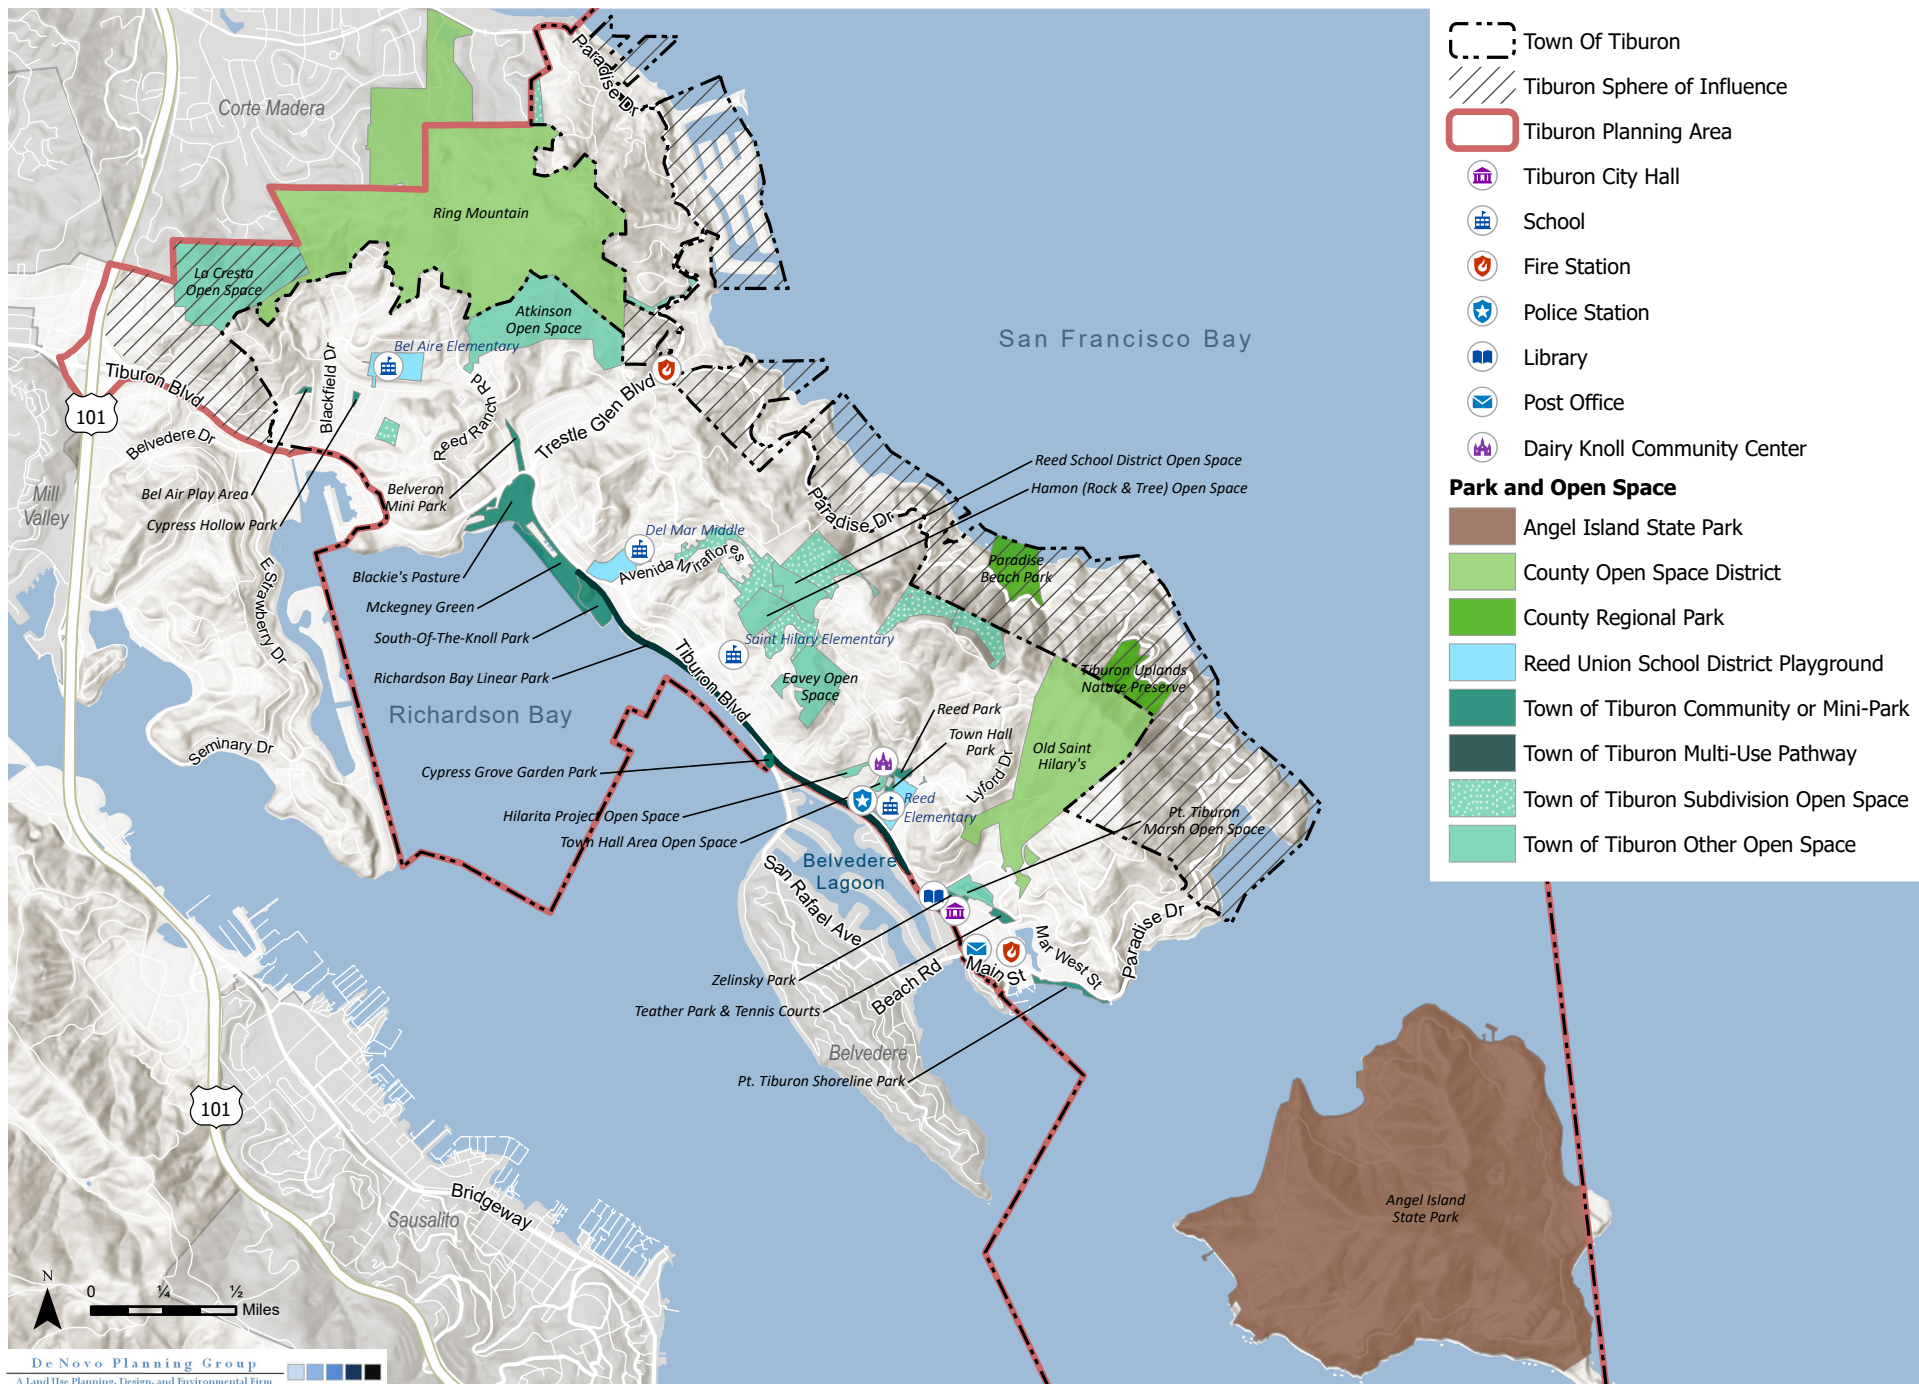 Town Of Tiburon
Tiburon Sphere of Influence
Tiburon Planning Area
Tiburon City Hall
School
Fire Station
Police Station
Library
Post Office
Dairy Knoll Community Center
Park and Open Space
Angel Island State Park
County Open Space District
County Regional Park
Reed Union School District Playground
Town of Tiburon Community or Mini-Park
Town of Tiburon Multi-Use Pathway
Town of Tiburon Subdivision Open Space
Town of Tiburon Other Open Space
Paradise Dr
Corte Madera
Ring Mountain
La Cresta
Open Space
Atkinson
Open Space
San Francisco Bay
Bel Aire Elementary
Tiburon Blvd
Blackfield Dr
Reed Ranch Rd
Trestle Glen Blvd
101
Belvedere Dr
Mill
Valley
Bel Air Play Area
Cypress Hollow Park
Belveron
Mini Park
Reed School District Open Space
Hamon (Rock & Tree) Open Space
Paradise Dr
Del Mar Middle
Avenida Miraflores
Paradise
Beach Park
Blackie's Pasture
Mckegney Green
South-Of-The-Knoll Park
Richardson Bay Linear Park
E Strawberry Dr
Saint Hilary Elementary
Eavey Open
Space
Tiburon Uplands
Nature Preserve
Tiburon Blvd
Richardson Bay
Seminary Dr
Reed Park
Town Hall
Park
Lyford Dr
Old Saint
Hilary's
Cypress Grove Garden Park
Hilarita Project Open Space
Town Hall Area Open Space
Reed
Elementary
Pt. Tiburon
Marsh Open Space
Belvedere
Lagoon
San Rafael Ave
Zelinsky Park
Teather Park & Tennis Courts
Beach Rd
Main St
Mar West St
Paradise Dr
Belvedere
Pt. Tiburon Shoreline Park
101
Bridgeway
Sausalito
Angel Island
State Park
N
0 ¼ ½
Miles
De Novo Planning Group
A Land Use Planning, Design, and Environmental Firm